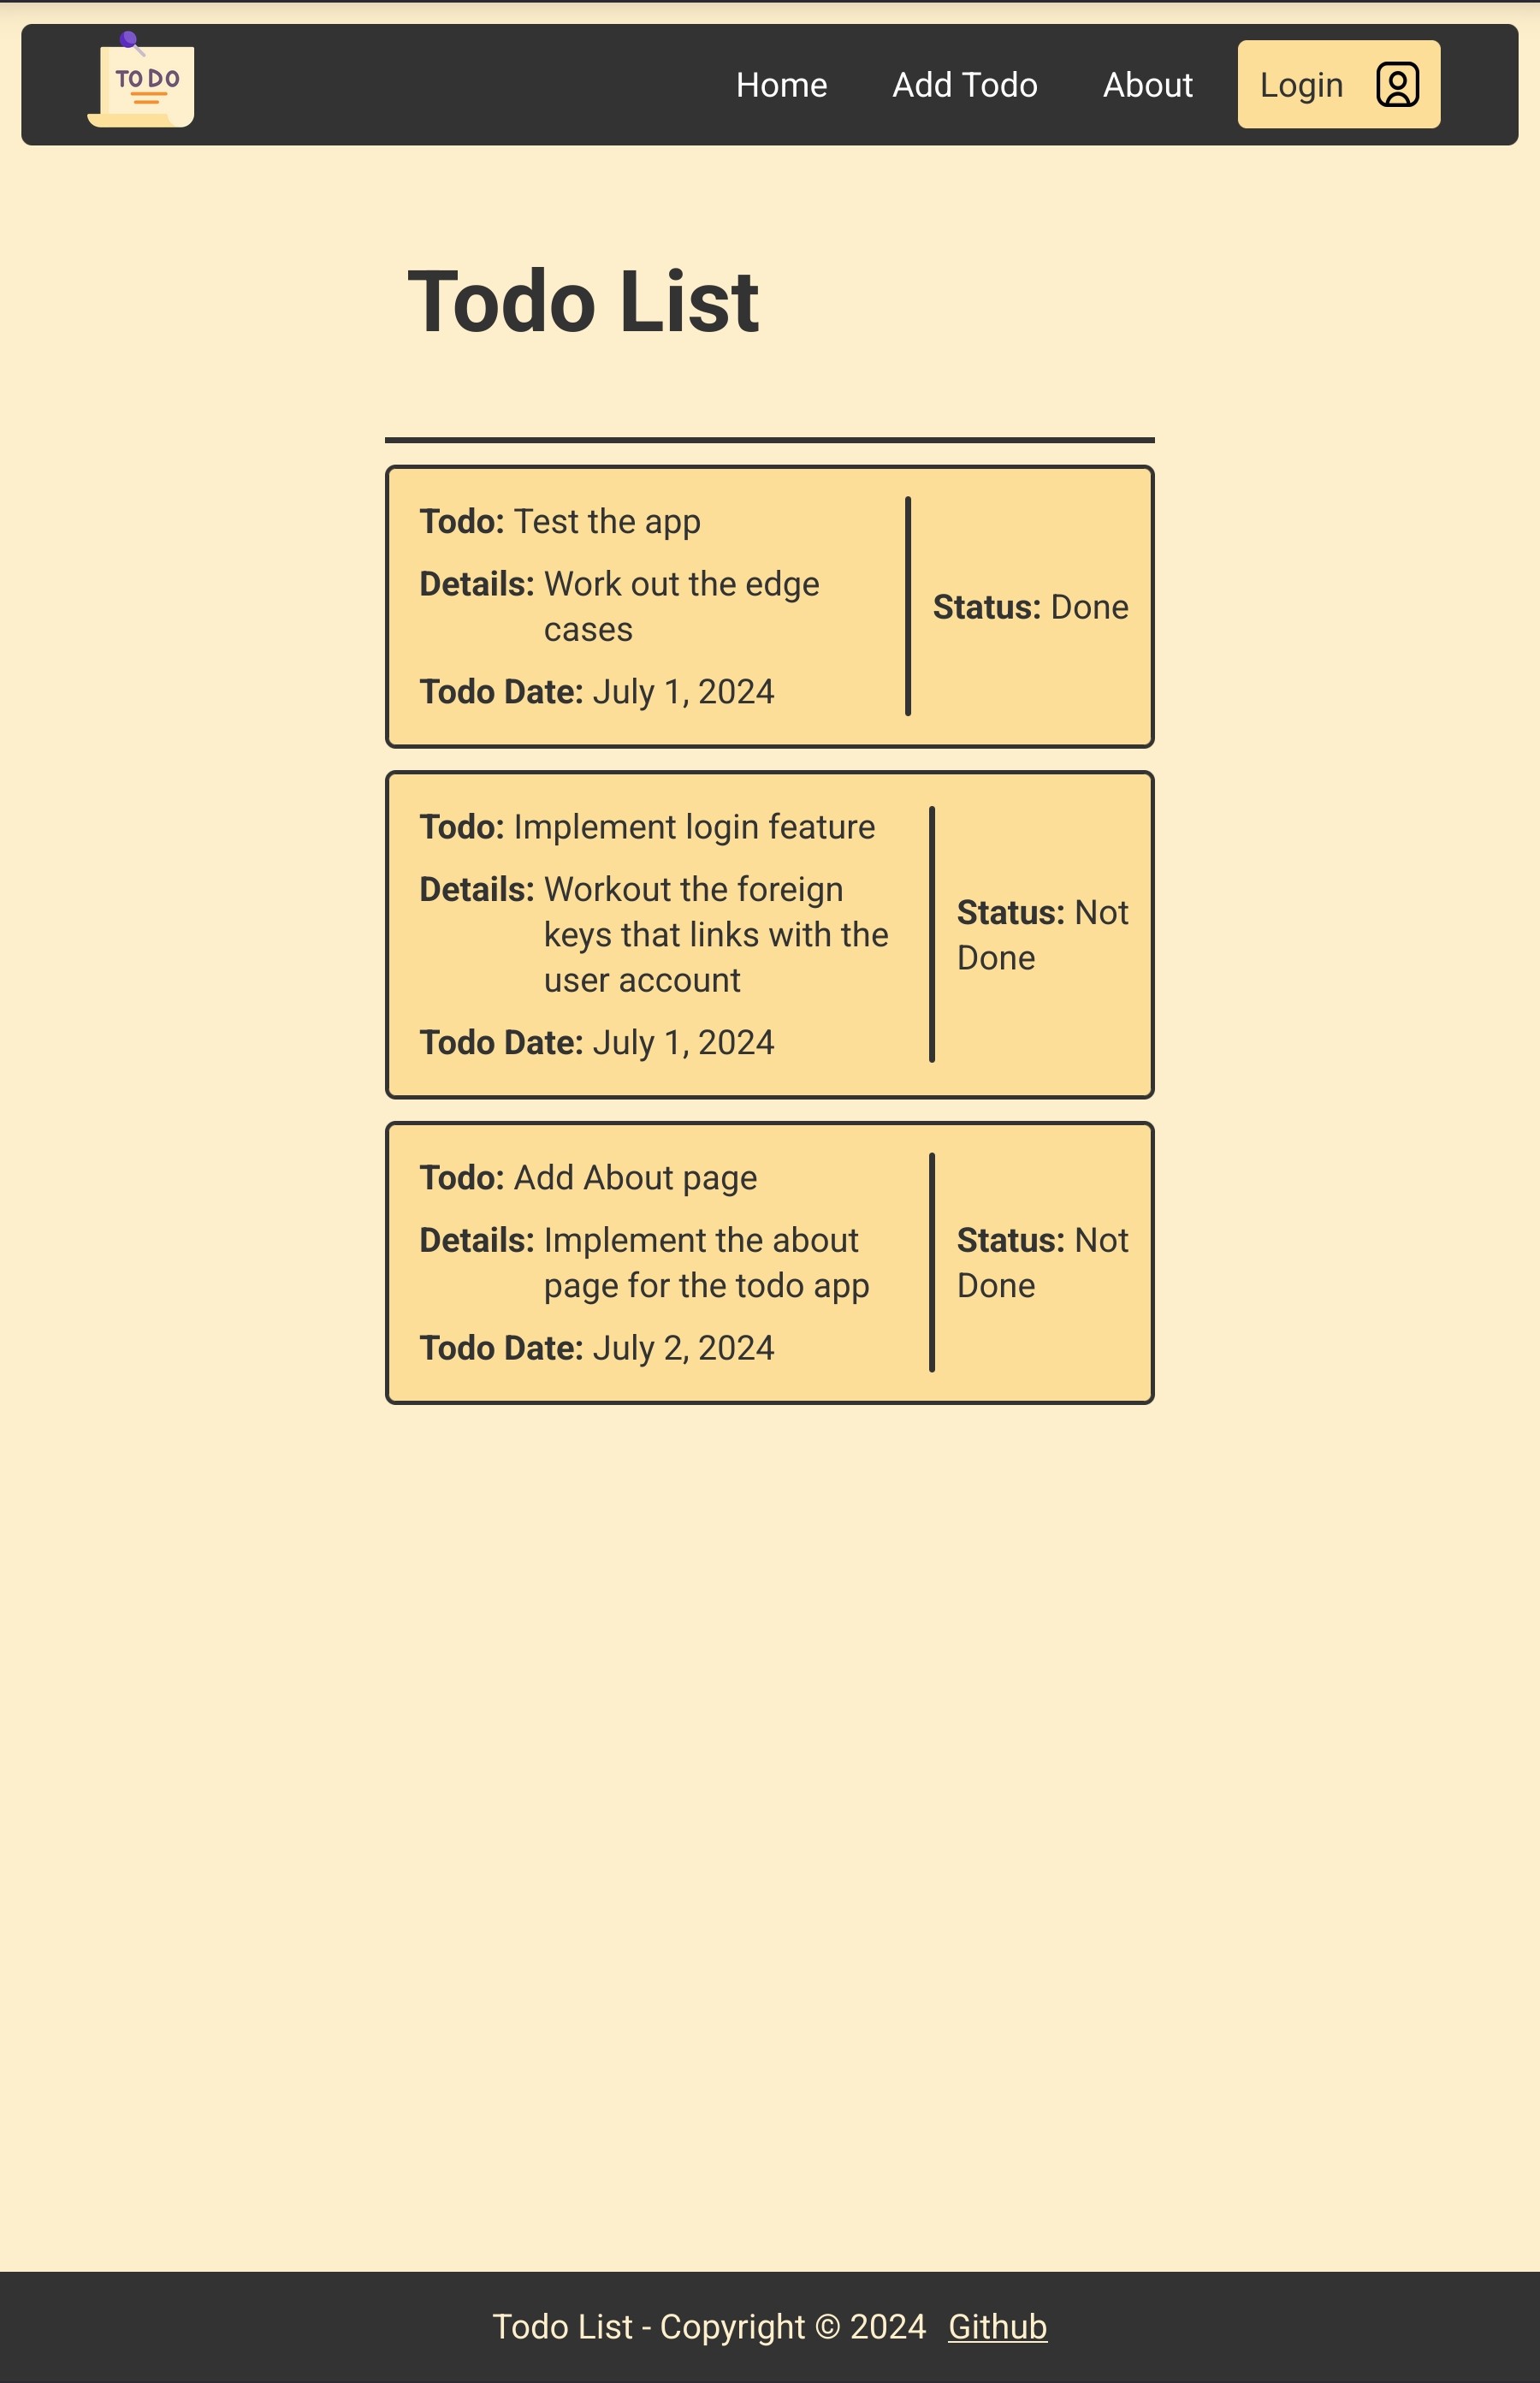 TO DO
Home Add Todo About Login
Todo List
Todo: Test the app
Details: Work out the edge
cases
Todo Date: July 1, 2024
Status: Done
Todo: Implement login feature
Details: Workout the foreign
keys that links with the
user account
Todo Date: July 1, 2024
Status: Not
Done
Todo: Add About page
Details: Implement the about
page for the todo app
Todo Date: July 2, 2024
Status: Not
Done
Todo List - Copyright © 2024 Github